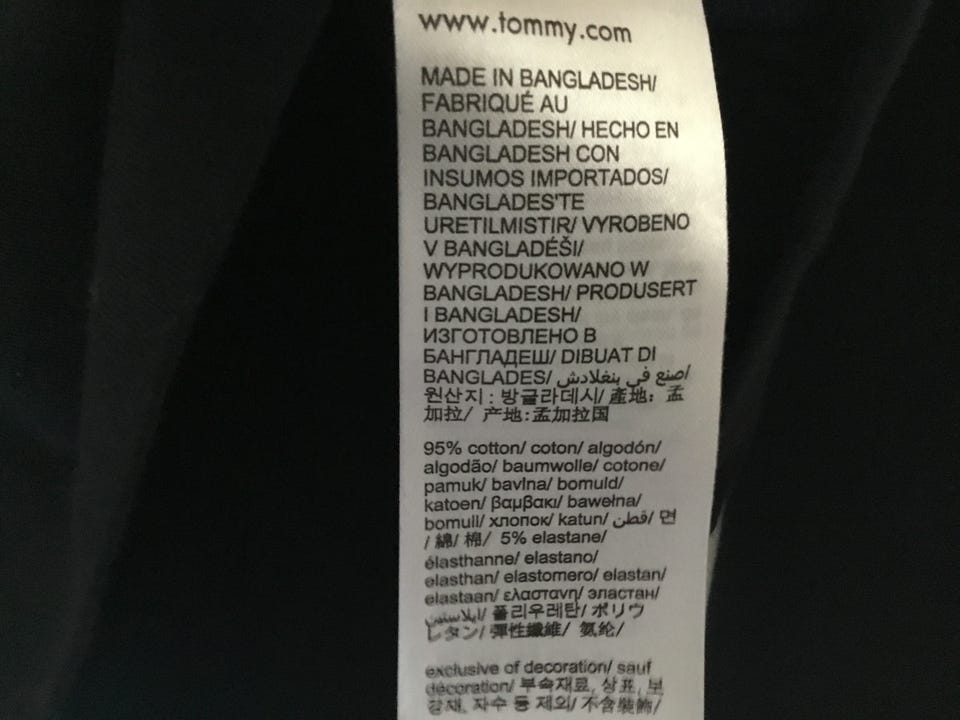 www.tommy.com
MADE IN BANGLADESH/
FABRIQUÉ AU
BANGLADESH/ HECHO EN
BANGLADESH CON
INSUMOS IMPORTADOS/
BANGLADES'TE
URETILMISTIR/ VYROBENO
V BANGLADÉŠI/
WYPRODUKOWANO W
BANGLADESH/ PRODUSERT
I BANGLADESH/
ИЗГОТОВЛЕНО В
БАНГЛАДЕШ/ DIBUAT DI
BANGLADES/ صنع في بنغلادش/
원산지 : 방글라데시/ 產地: 孟
加拉/ 产地:孟加拉国
95% cotton/ coton/ algodón/
algodão/ baumwolle/ cotone/
pamuk/ bavlna/ bomuld/
katoen/ βαμβακι/ bawełna/
bomull/ хлопок/ katun/ قطن/ 면
/ 綿/ 棉/ 5% elastane/
élasthanne/ elastano/
elasthan/ elastomero/ elastan/
elastaan/ ελαστανη/ эластан/
ايلاستين/ 폴리우레탄/ ポリウ
レタン/ 彈性纖維/ 氨纶/
exclusive of decoration/ sauf
décoration/ 부속재료, 상표, 보
강재, 자수 등 제외/ 不含裝飾/